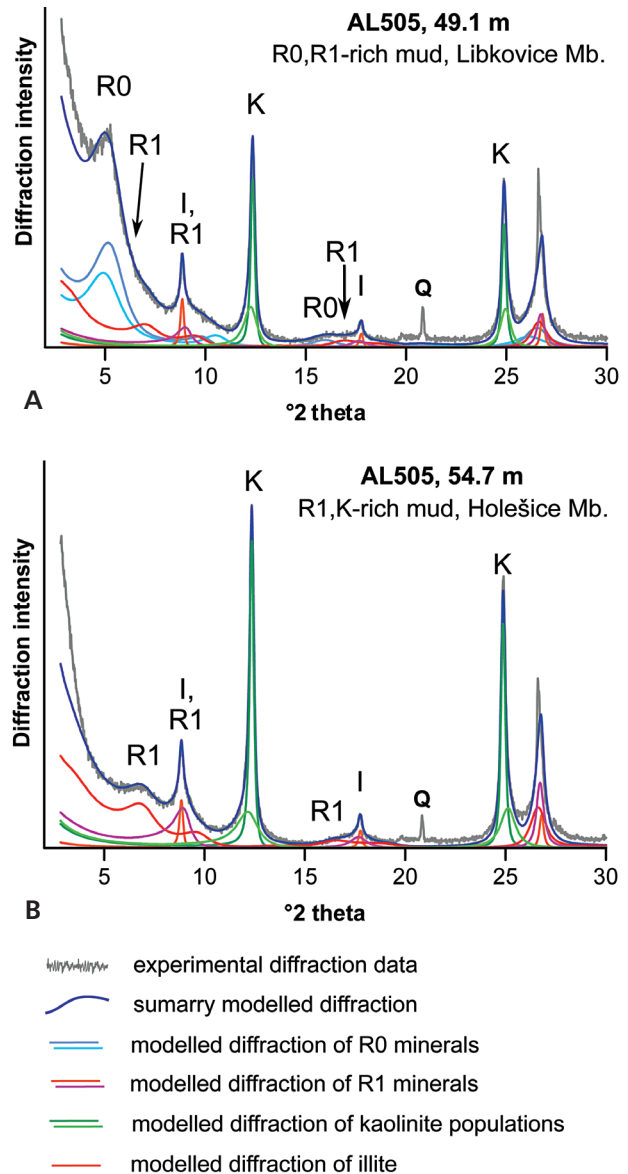 AL505, 49.1 m
R0,R1-rich mud, Libkovice Mb.
Diffraction intensity
R0
R1
I,
R1
K
R1
R0
I
Q
K
5
10
15
20
25
30
A
°2 theta
AL505, 54.7 m
R1,K-rich mud, Holešice Mb.
Diffraction intensity
R1
I,
R1
K
R1
I
Q
K
5
10
15
20
25
30
B
°2 theta
experimental diffraction data
sumarry modelled diffraction
modelled diffraction of R0 minerals
modelled diffraction of R1 minerals
modelled diffraction of kaolinite populations
modelled diffraction of illite